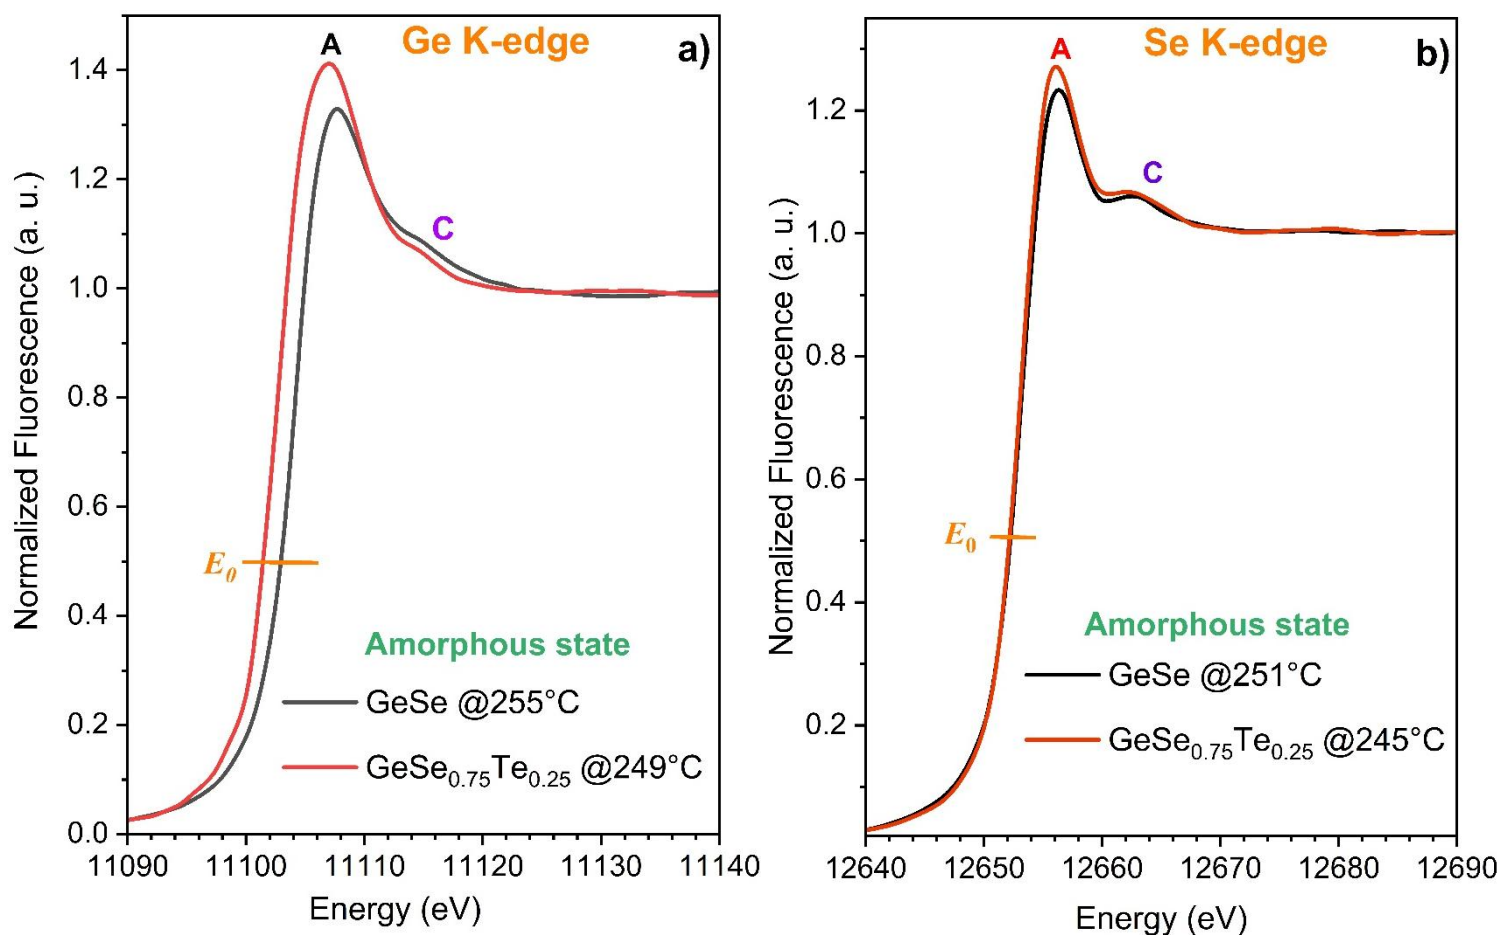 A
Ge K-edge
a)
1.4
1.2
1.0
0.8
0.6
0.4
0.2
0.0
C
E₀
Amorphous state
GeSe @255°C
GeSe₀.₇₅Te₀.₂₅ @249°C
11090 11100 11110 11120 11130 11140
Energy (eV)
Normalized Fluorescence (a. u.)
A
Se K-edge
b)
1.2
1.0
0.8
0.6
0.4
0.2
C
E₀
Amorphous state
GeSe @251°C
GeSe₀.₇₅Te₀.₂₅ @245°C
12640 12650 12660 12670 12680 12690
Energy (eV)
Normalized Fluorescence (a. u.)